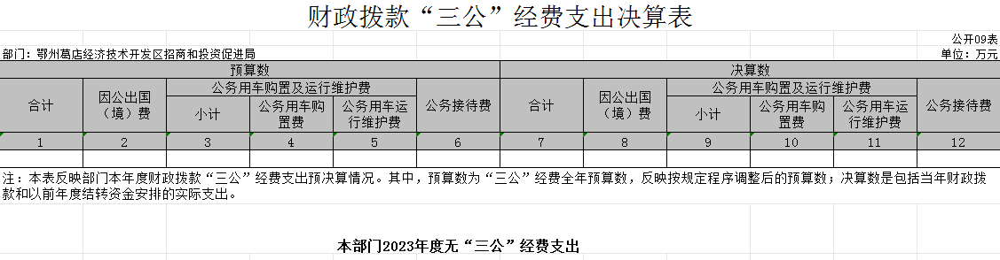 财政拨款“三公”经费支出决算表
公开09表
部门：鄂州葛店经济技术开发区招商和投资促进局 单位：万元
预算数 决算数
合计 因公出国（境）费 公务用车购置及运行维护费 公务接待费 合计 因公出国（境）费 公务用车购置及运行维护费 公务接待费
小计 公务用车购置费 公务用车运行维护费 小计 公务用车购置费 公务用车运行维护费
1 2 3 4 5 6 7 8 9 10 11 12
注：本表反映部门本年度财政拨款“三公”经费支出预决算情况。其中，预算数为“三公”经费全年预算数，反映按规定程序调整后的预算数；决算数是包括当年财政拨
款和以前年度结转资金安排的实际支出。
本部门2023年度无“三公”经费支出